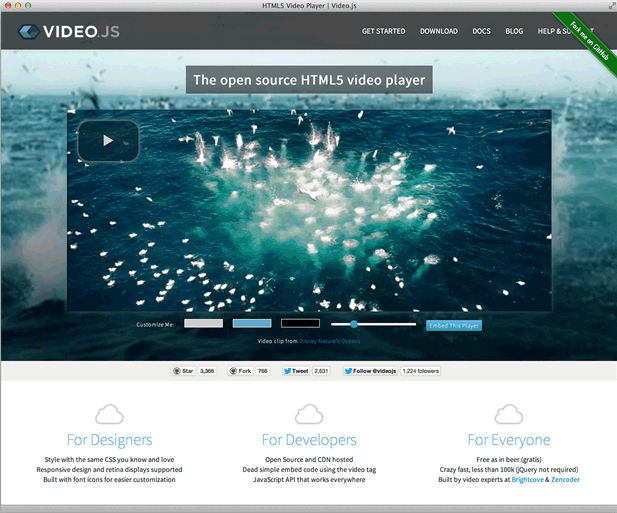 HTML5 Video Player | Video.js
VIDEO.JS
GET STARTED DOWNLOAD DOCS BLOG HELP &
Fork me on GitHub
The open source HTML5 video player
Customize Me:
Embed This Player
Video clip from Disney Nature's Oceans
Star 3,366 Fork 766 Tweet 2,631 Follow @videojs 1,224 followers
For Designers
Style with the same CSS you know and love
Responsive design and retina displays supported
Built with font icons for easier customization
For Developers
Open Source and CDN hosted
Dead simple embed code using the video tag
JavaScript API that works everywhere
For Everyone
Free as in beer (gratis)
Crazy fast, less than 100k (jQuery not required)
Built by video experts at Brightcove & Zencoder